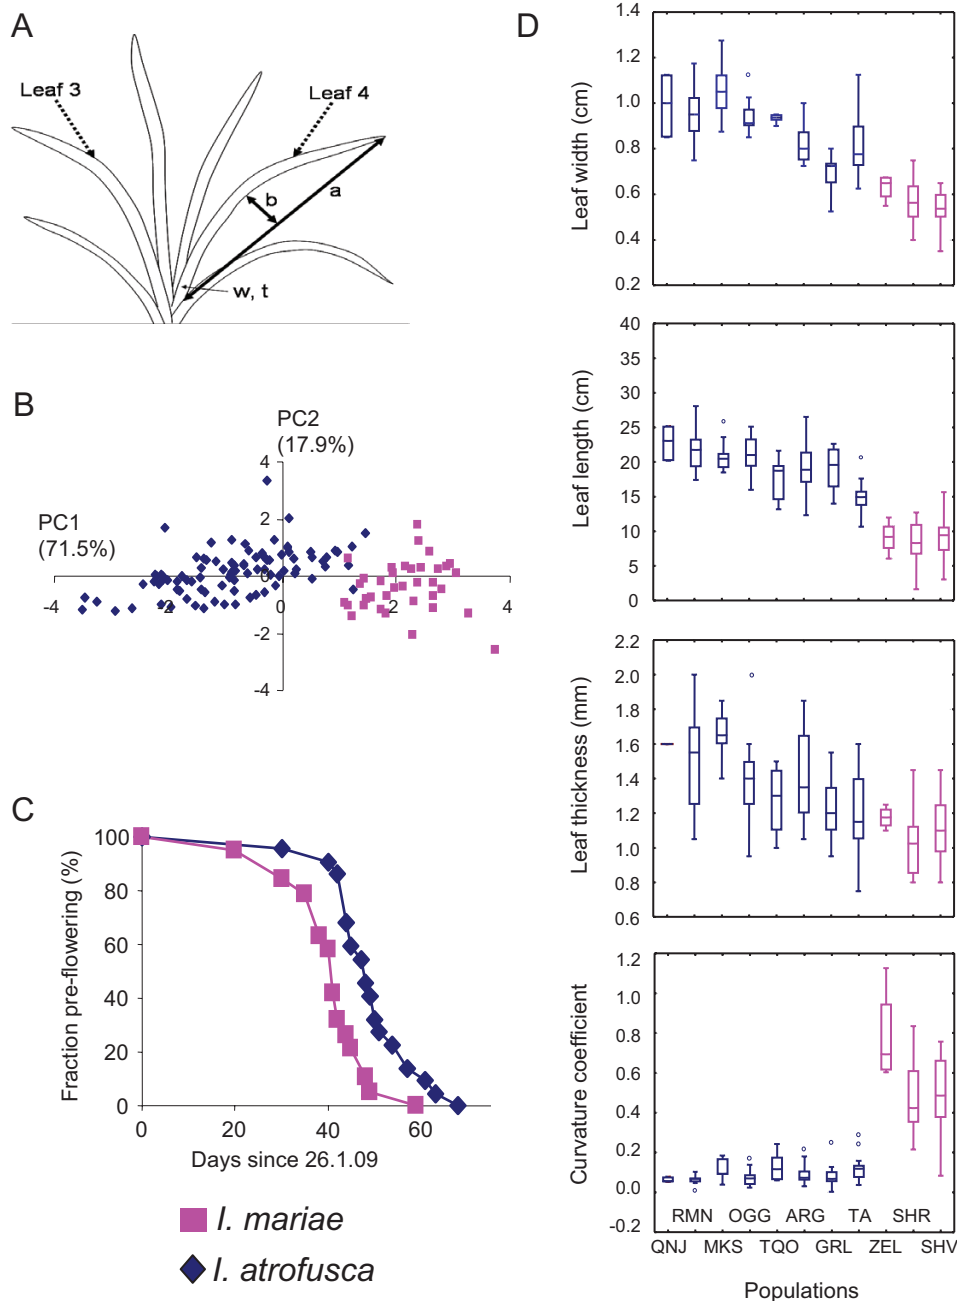 A
Leaf 3
Leaf 4
a
b
w, t
B
PC2
(17.9%)
PC1
(71.5%)
4
2
0
-2
-4
-4
-2
0
2
4
C
Fraction pre-flowering (%)
100
80
60
40
20
0
0
20
40
60
Days since 26.1.09
I. mariae
I. atrofusca
D
Leaf width (cm)
1.4
1.2
1.0
0.8
0.6
0.4
0.2
Leaf length (cm)
40
35
30
25
20
15
10
5
0
Leaf thickness (mm)
2.2
2.0
1.8
1.6
1.4
1.2
1.0
0.8
0.6
Curvature coefficient
1.2
1.0
0.8
0.6
0.4
0.2
0.0
-0.2
RMN OGG ARG TA SHR
QNJ MKS TQO GRL ZEL SHV
Populations